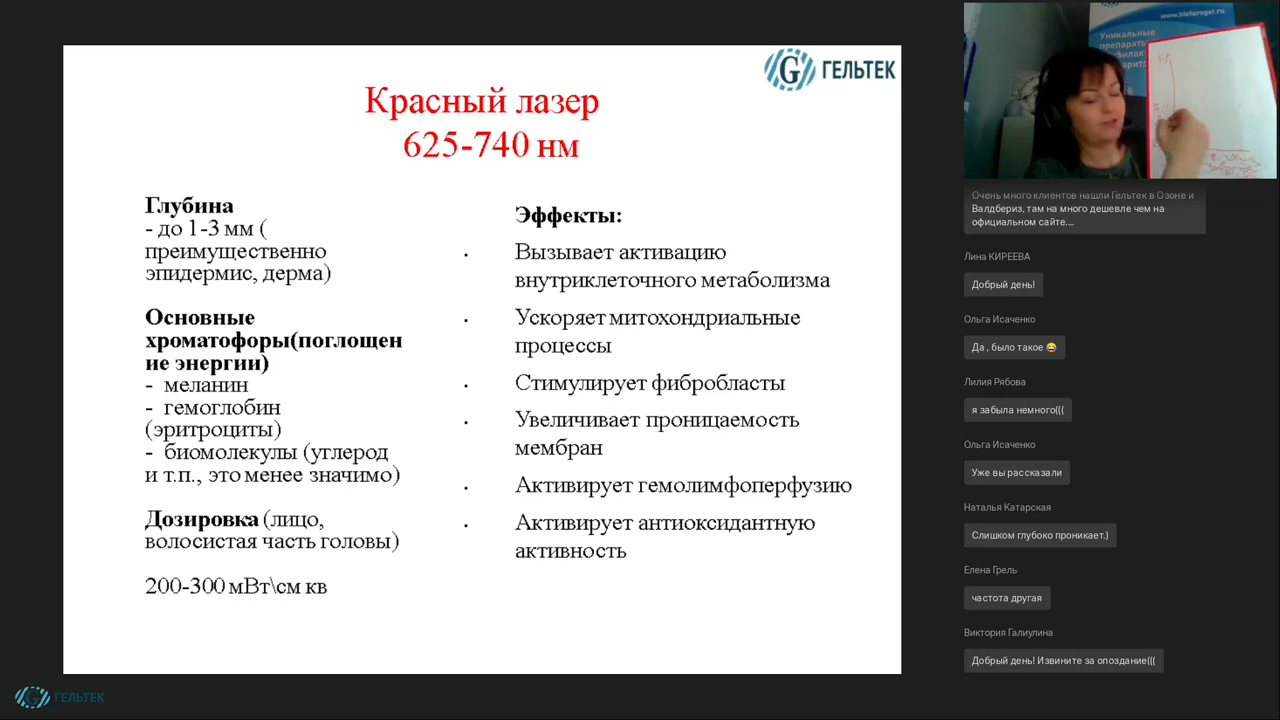 ГЕЛЬТЕК
Красный лазер
625-740 нм
Глубина
- до 1-3 мм (
преимущественно
эпидермис, дерма)
Основные
хроматофоры(поглощен
ие энергии)
- меланин
- гемоглобин
(эритроциты)
- биомолекулы (углерод
и т.п., это менее значимо)
Дозировка (лицо,
волосистая часть головы)
200-300 мВт\см кв
Эффекты:
· Вызывает активацию
внутриклеточного метаболизма
· Ускоряет митохондриальные
процессы
· Стимулирует фибробласты
· Увеличивает проницаемость
мембран
· Активирует гемолимфоперфузию
· Активирует антиоксидантную
активность
ГЕЛЬТЕК
www.blefarogel.ru
Уникальные
Очень много клиентов нашли Гельтек в Озоне и
Валдбериз, там на много дешевле чем на
официальном сайте....
Лина КИРЕЕВА
Добрый день!
Ольга Исаченко
Да , было такое 😅
Лилия Рябова
я забыла немного(((
Ольга Исаченко
Уже вы рассказали
Наталья Катарская
Слишком глубоко проникает.)
Елена Грель
частота другая
Виктория Галиулина
Добрый день! Извините за опоздание(((